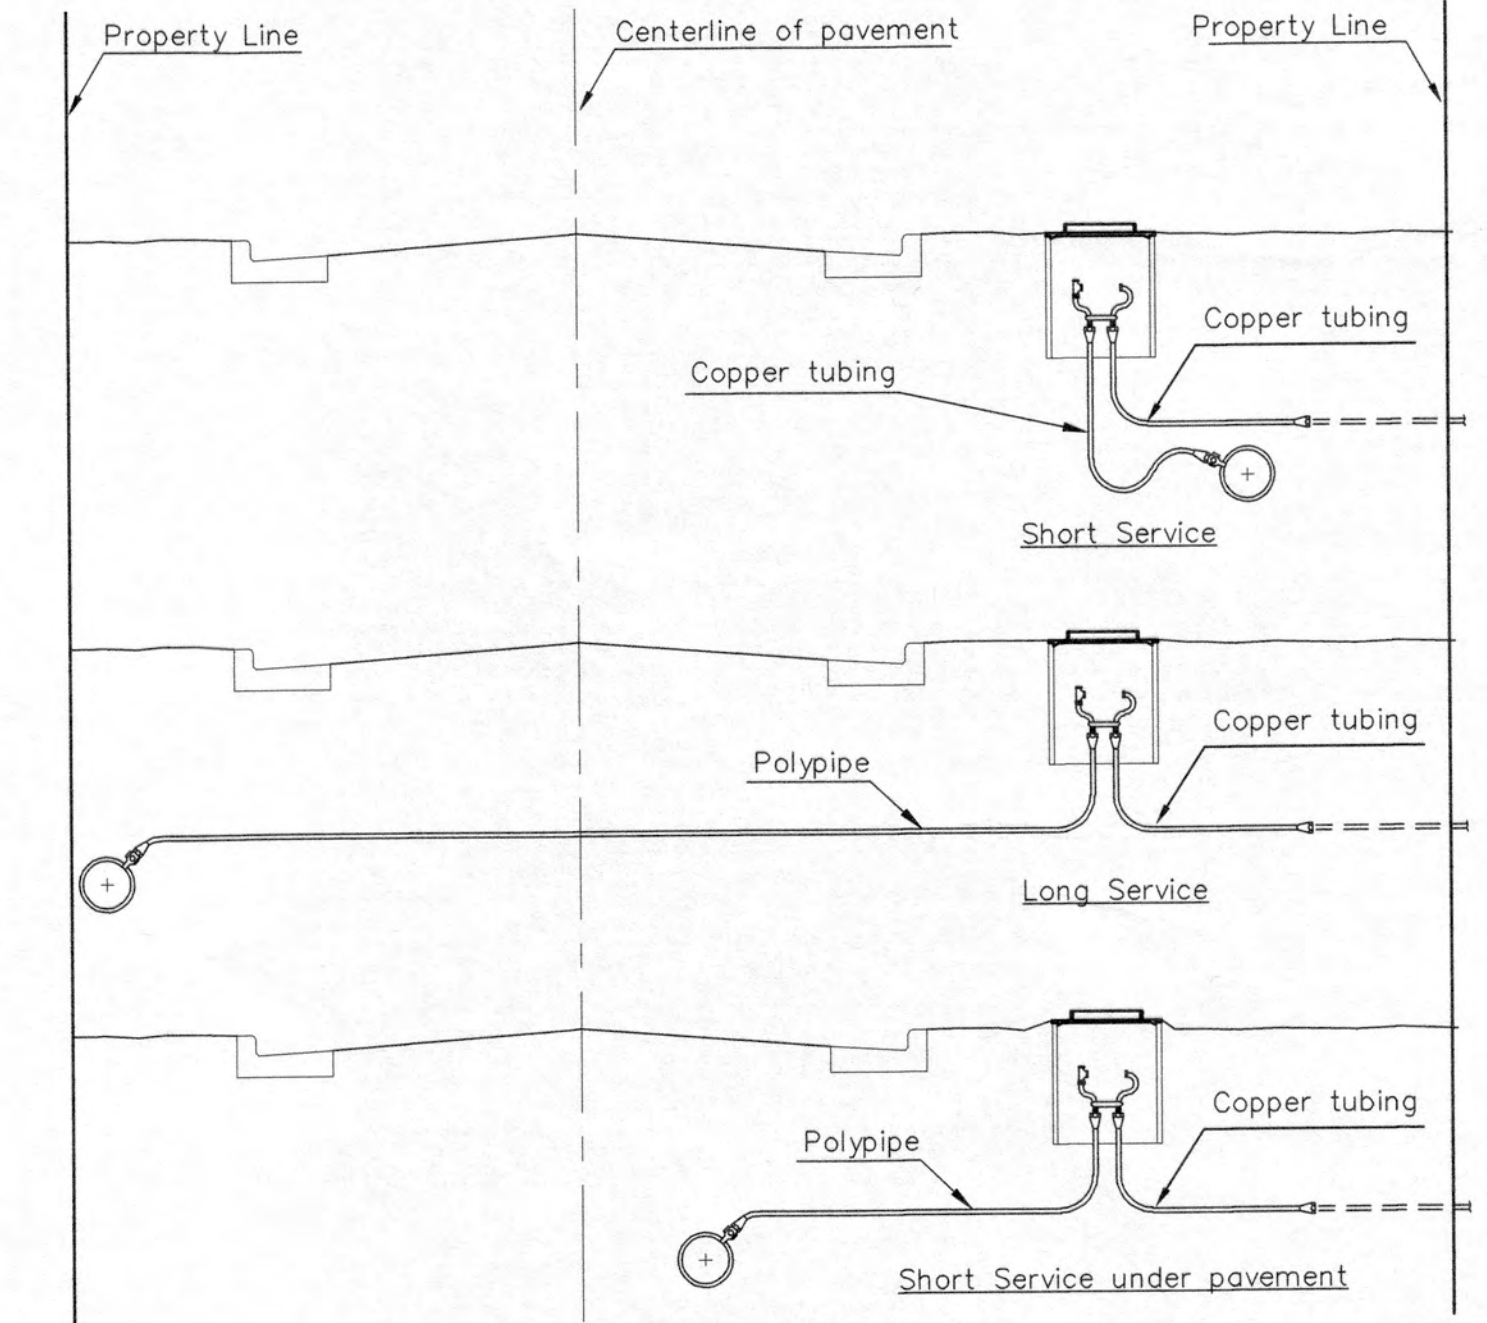 Property Line
Centerline of pavement
Property Line
Copper tubing
Copper tubing
Short Service
Copper tubing
Polypipe
Long Service
Copper tubing
Polypipe
Short Service under pavement